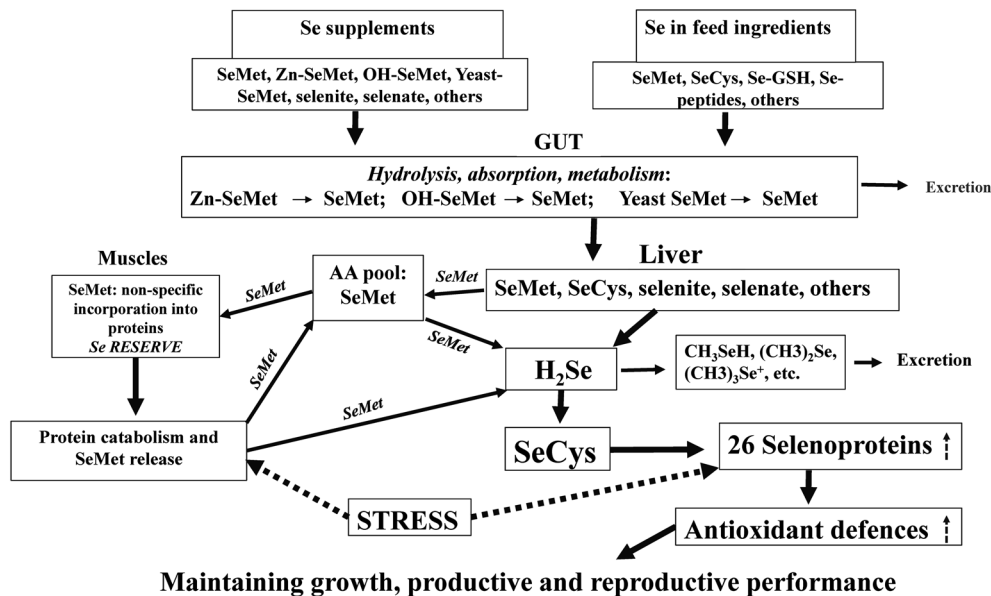 Se supplements
SeMet, Zn-SeMet, OH-SeMet, Yeast-
SeMet, selenite, selenate, others
Se in feed ingredients
SeMet, SeCys, Se-GSH, Se-
peptides, others
GUT
Hydrolysis, absorption, metabolism:
Zn-SeMet → SeMet; OH-SeMet → SeMet; Yeast SeMet → SeMet
Excretion
Liver
SeMet, SeCys, selenite, selenate, others
SeMet
AA pool:
SeMet
SeMet
Muscles
SeMet: non-specific
incorporation into
proteins
Se RESERVE
SeMet
SeMet
H₂Se
CH₃SeH, (CH3)₂Se,
(CH3)₃Se⁺, etc.
Excretion
SeMet
Protein catabolism and
SeMet release
SeCys
26 Selenoproteins
STRESS
Antioxidant defences
Maintaining growth, productive and reproductive performance